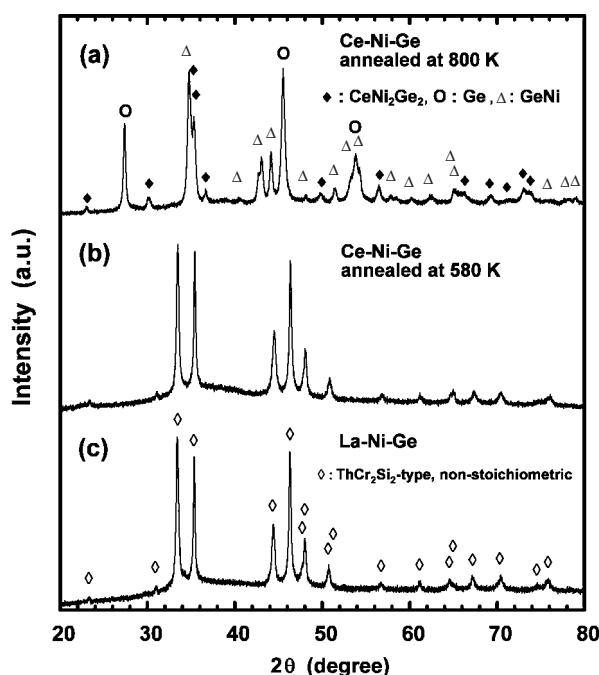 (a)
Ce-Ni-Ge
annealed at 800 K
♦ : CeNi₂Ge₂, O : Ge , Δ : GeNi
(b)
Ce-Ni-Ge
annealed at 580 K
(c)
La-Ni-Ge
◊ : ThCr₂Si₂-type, non-stoichiometric
Intensity (a.u.)
20 30 40 50 60 70 80
2θ (degree)